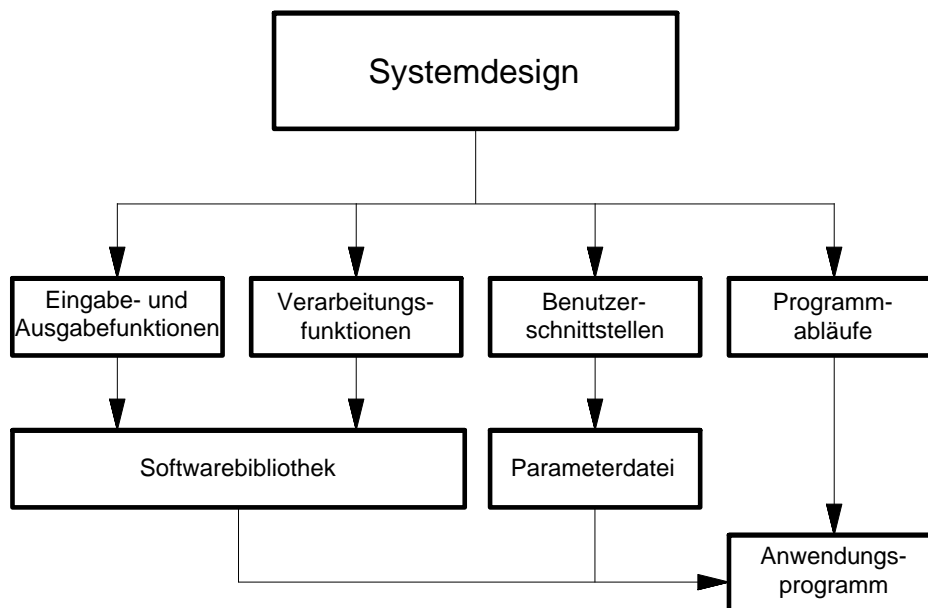 Systemdesign
Eingabe- und
Ausgabefunktionen
Verarbeitungs-
funktionen
Benutzer-
schnittstellen
Programm-
abläufe
Softwarebibliothek
Parameterdatei
Anwendungs-
programm